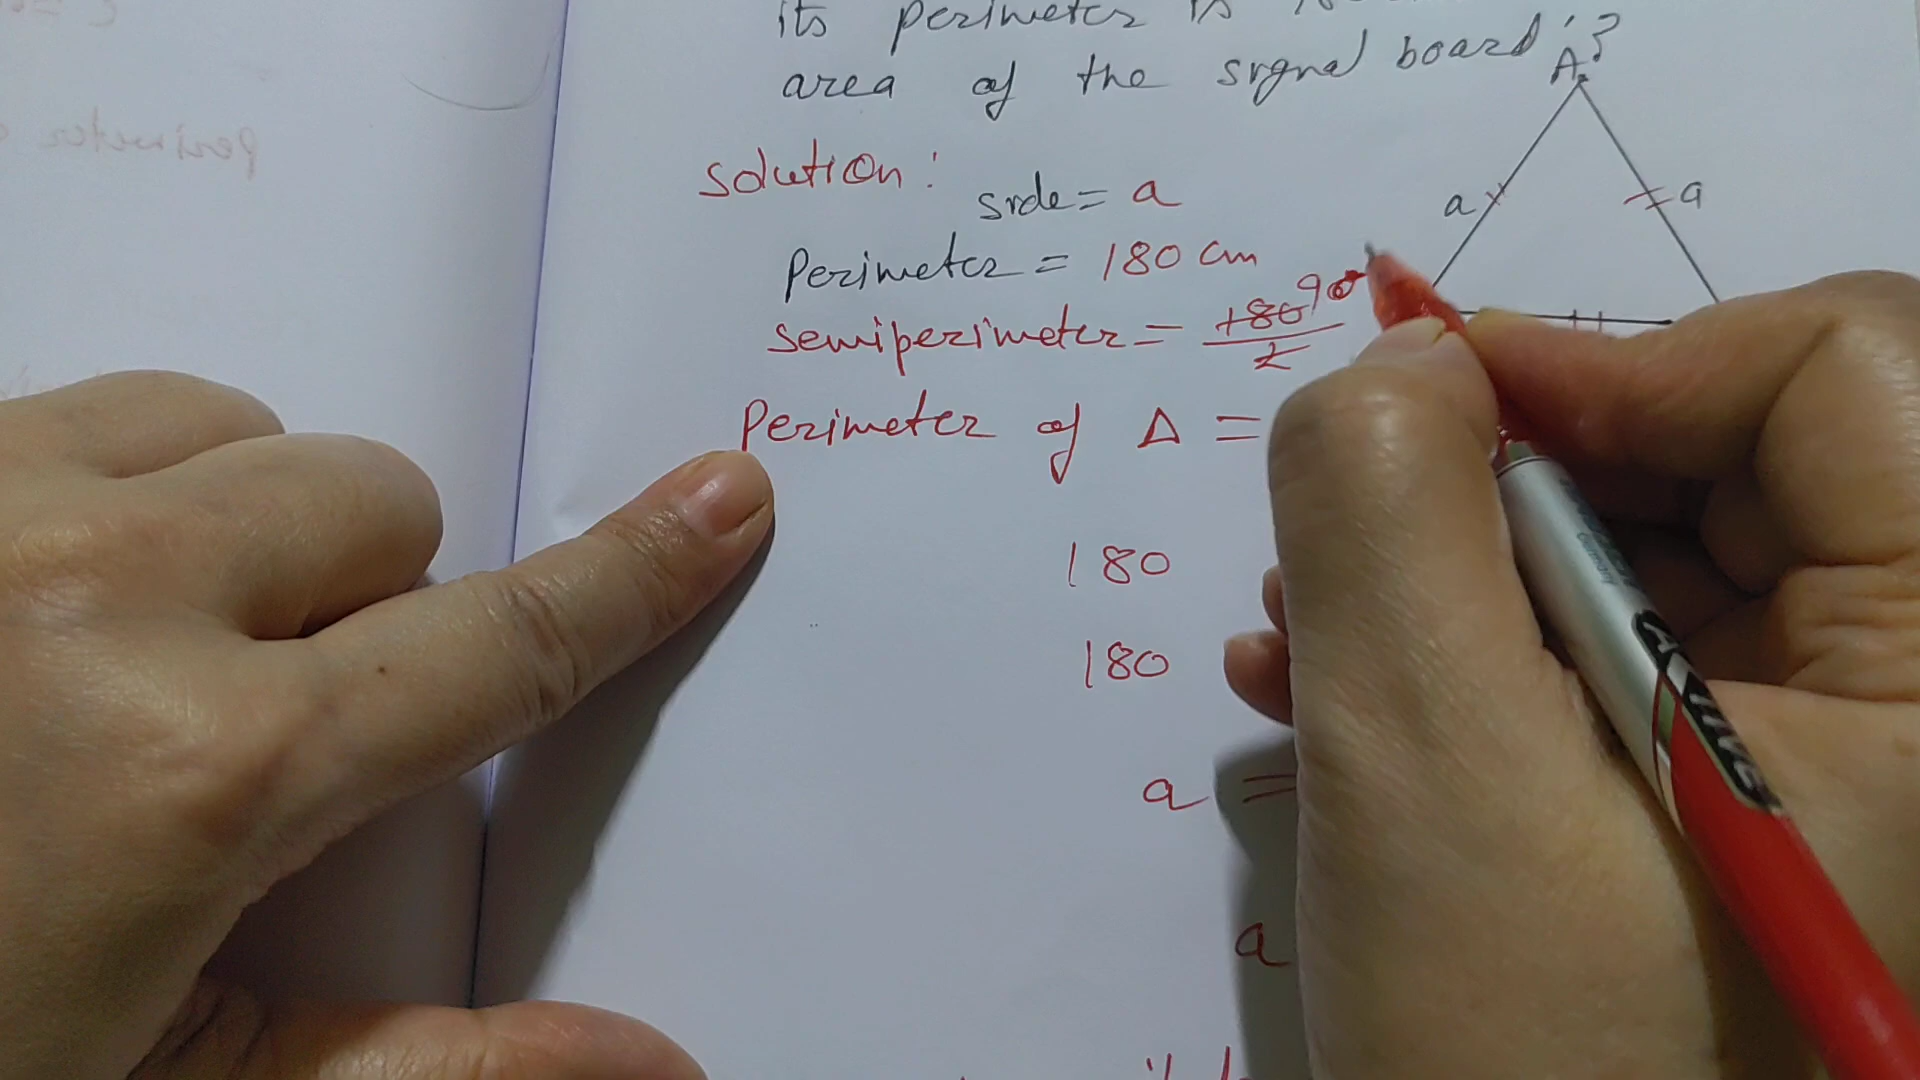 its perimeter is
area of the signal board'?
A
Solution:
side = a
a
a
Perimeter = 180 cm
90
semiperimeter = 180/2
Perimeter of Δ =
180
180
a =
a
ACTIVE